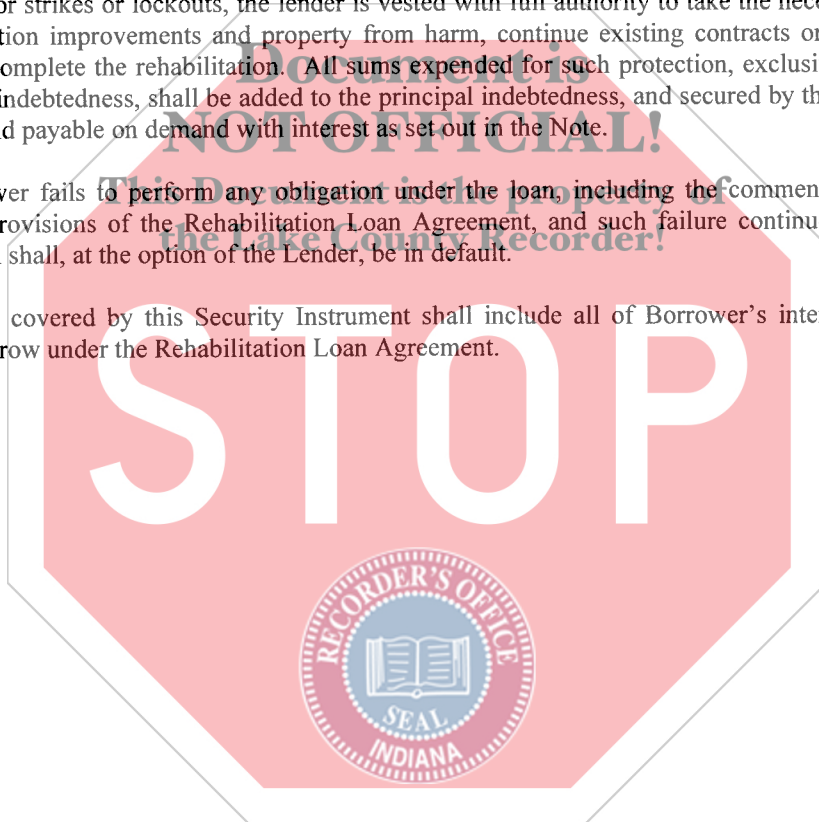 or strikes or lockouts, the lender is vested with full authority to take the nece
tion improvements and property from harm, continue existing contracts or
omplete the rehabilitation. All sums expended for such protection, exclusi
indebtedness, shall be added to the principal indebtedness, and secured by th
d payable on demand with interest as set out in the Note.
ver fails to perform any obligation under the loan, including the commen
rovisions of the Rehabilitation Loan Agreement, and such failure continu
shall, at the option of the Lender, be in default.
covered by this Security Instrument shall include all of Borrower's inte
row under the Rehabilitation Loan Agreement.
Document is
NOT OFFICIAL!
This Document is the property of
the Lake County Recorder!
STOP
RECORDER'S OFFICE
SEAL
INDIANA